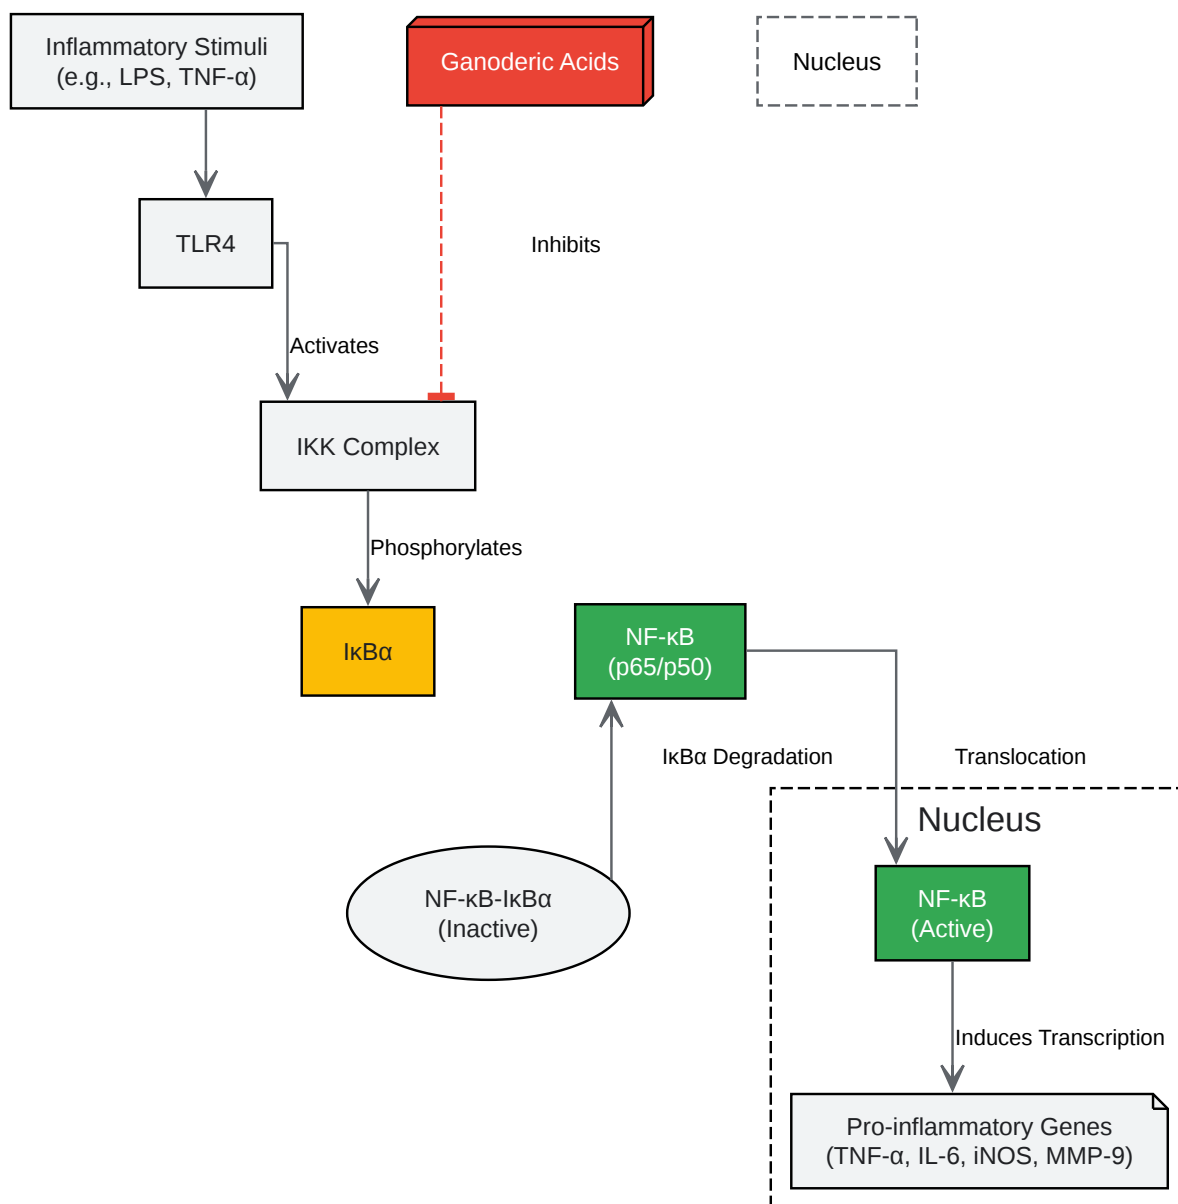 Inflammatory Stimuli
(e.g., LPS, TNF-α)
Ganoderic Acids
Nucleus
TLR4
Inhibits
Activates
IKK Complex
Phosphorylates
IκBα
NF-κB
(p65/p50)
IκBα Degradation
Translocation
Nucleus
NF-κB-IκBα
(Inactive)
NF-κB
(Active)
Induces Transcription
Pro-inflammatory Genes
(TNF-α, IL-6, iNOS, MMP-9)